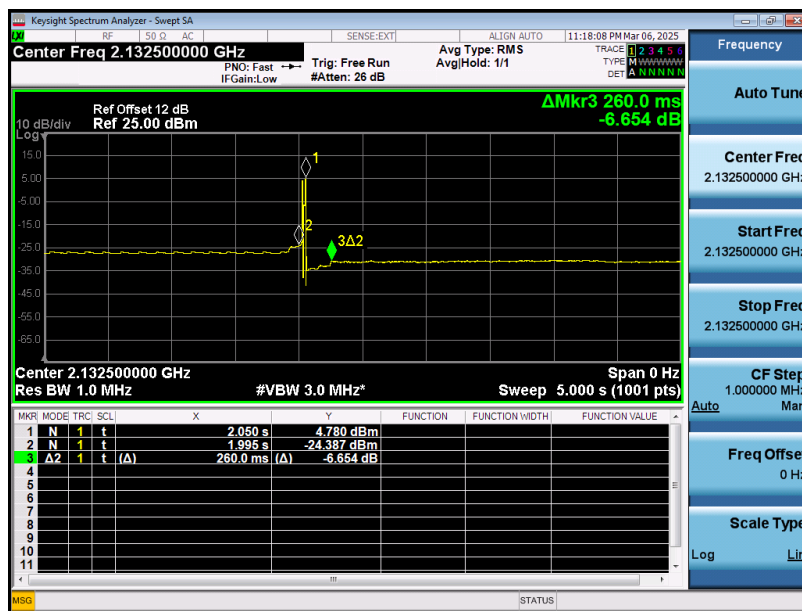 Keysight Spectrum Analyzer - Swept SA
LXI RF 50 Ω AC SENSE:EXT ALIGN AUTO 11:18:08 PM Mar 06, 2025
Center Freq 2.132500000 GHz
PNO: Fast
IFGain:Low
Trig: Free Run
#Atten: 26 dB
Avg Type: RMS
Avg|Hold: 1/1
TRACE 1 2 3 4 5 6
TYPE M W W W W W
DET A N N N N N
Ref Offset 12 dB
10 dB/div Ref 25.00 dBm
Log
ΔMkr3 260.0 ms
-6.654 dB
15.0
5.00
-5.00
-15.0
-25.0
-35.0
-45.0
-55.0
-65.0
1
2
3Δ2
Center 2.132500000 GHz Span 0 Hz
Res BW 1.0 MHz #VBW 3.0 MHz* Sweep 5.000 s (1001 pts)
MKR MODE TRC SCL X Y FUNCTION FUNCTION WIDTH FUNCTION VALUE
1 N 1 t 2.050 s 4.780 dBm
2 N 1 t 1.995 s -24.387 dBm
3 Δ2 1 t (Δ) 260.0 ms (Δ) -6.654 dB
4
5
6
7
8
9
10
11
MSG STATUS
Frequency
Auto Tune
Center Freq
2.132500000 GHz
Start Freq
2.132500000 GHz
Stop Freq
2.132500000 GHz
CF Step
1.000000 MHz
Auto Man
Freq Offset
0 Hz
Scale Type
Log Lin